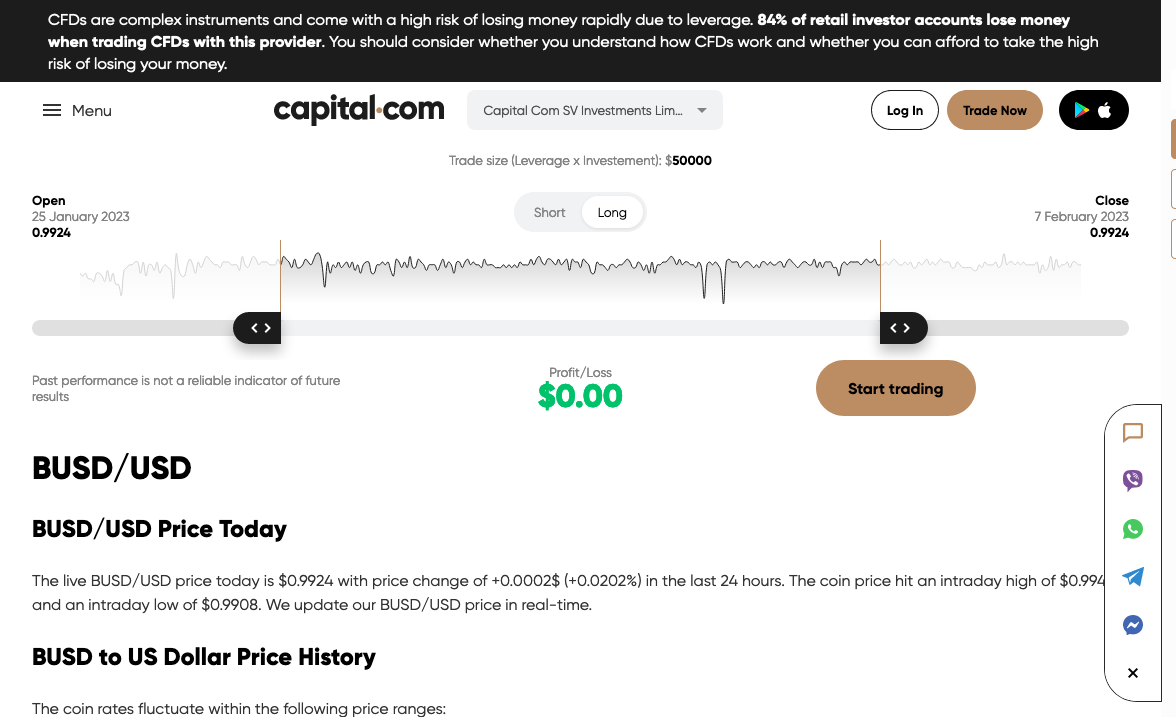 CFDs are complex instruments and come with a high risk of losing money rapidly due to leverage. 84% of retail investor accounts lose money
when trading CFDs with this provider. You should consider whether you understand how CFDs work and whether you can afford to take the high
risk of losing your money.
Menu
capital.com
Capital Com SV Investments Lim...
Log In
Trade Now
Trade size (Leverage x Investement): $50000
Open
25 January 2023
0.9924
Short
Long
Close
7 February 2023
0.9924
Past performance is not a reliable indicator of future
results
Profit/Loss
$0.00
Start trading
BUSD/USD
BUSD/USD Price Today
The live BUSD/USD price today is $0.9924 with price change of +0.0002$ (+0.0202%) in the last 24 hours. The coin price hit an intraday high of $0.994
and an intraday low of $0.9908. We update our BUSD/USD price in real-time.
BUSD to US Dollar Price History
The coin rates fluctuate within the following price ranges: